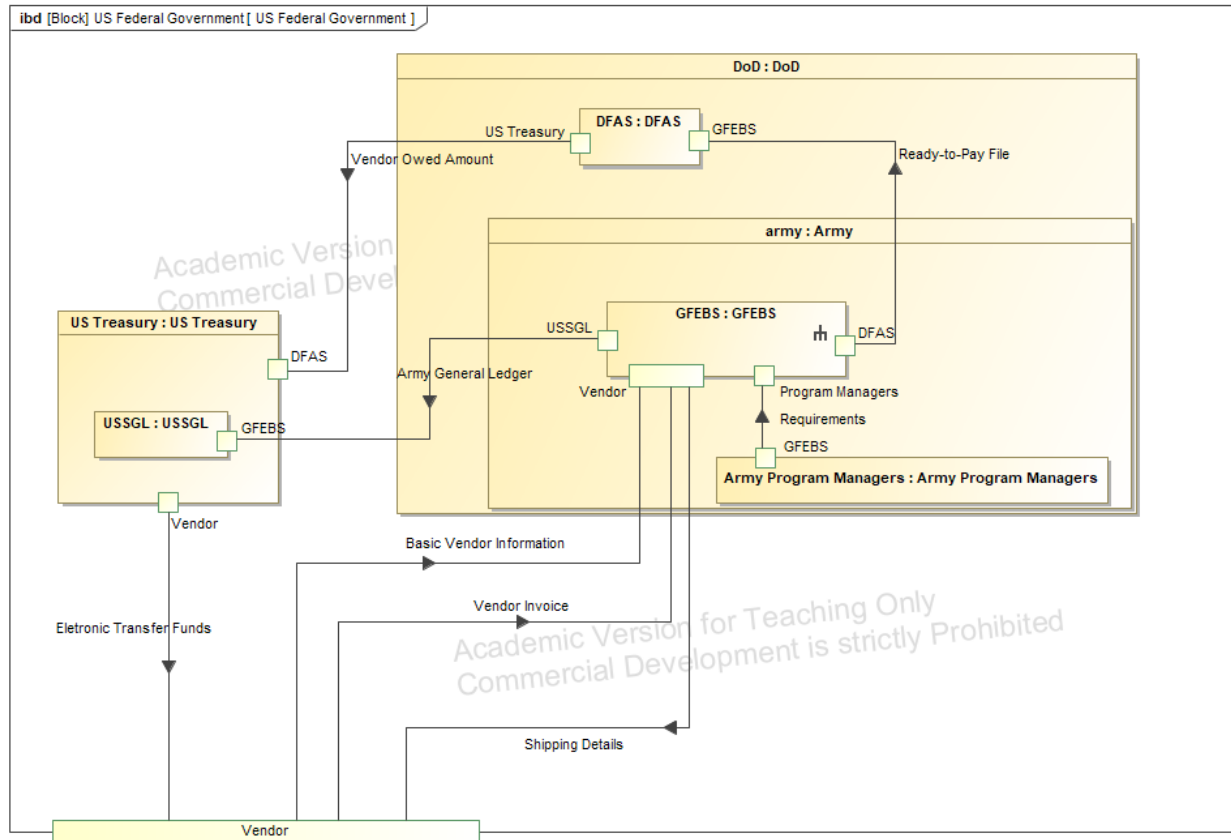 ibd [Block] US Federal Government [ US Federal Government ]
DoD : DoD
DFAS : DFAS
US Treasury
GFEBS
Vendor Owed Amount
Ready-to-Pay File
army : Army
Academic Version
Commercial Devel
US Treasury : US Treasury
GFEBS : GFEBS
USSGL
DFAS
DFAS
Army General Ledger
Vendor
Program Managers
USSGL : USSGL
GFEBS
Requirements
GFEBS
Army Program Managers : Army Program Managers
Vendor
Basic Vendor Information
Vendor Invoice
Eletronic Transfer Funds
Academic Version for Teaching Only
Commercial Development is strictly Prohibited
Shipping Details
Vendor